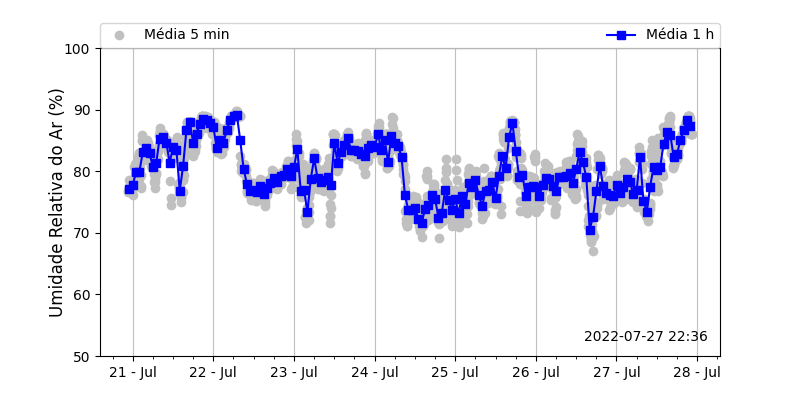 Média 5 min Média 1 h
Umidade Relativa do Ar (%)
100
90
80
70
60
50
2022-07-27 22:36
21 - Jul 22 - Jul 23 - Jul 24 - Jul 25 - Jul 26 - Jul 27 - Jul 28 - Jul